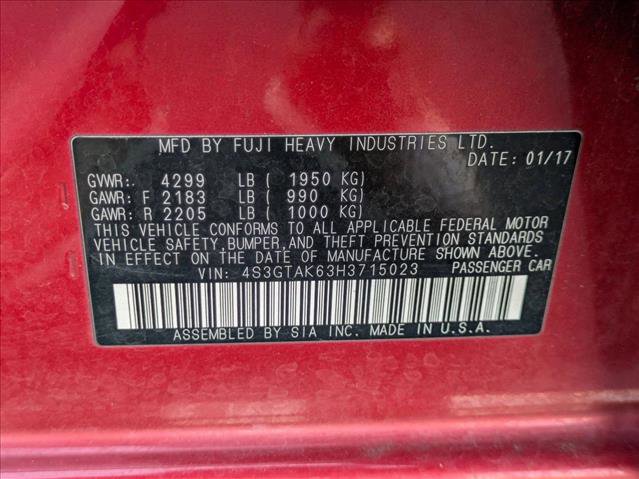 MFD BY FUJI HEAVY INDUSTRIES LTD.
DATE: 01/17
GVWR: 4299 LB ( 1950 KG)
GAWR: F 2183 LB ( 990 KG)
GAWR: R 2205 LB ( 1000 KG)
THIS VEHICLE CONFORMS TO ALL APPLICABLE FEDERAL MOTOR
VEHICLE SAFETY, BUMPER, AND THEFT PREVENTION STANDARDS
IN EFFECT ON THE DATE OF MANUFACTURE SHOWN ABOVE.
VIN: 4S3GTAK63H3715023 PASSENGER CAR
ASSEMBLED BY SIA INC. MADE IN U.S.A.